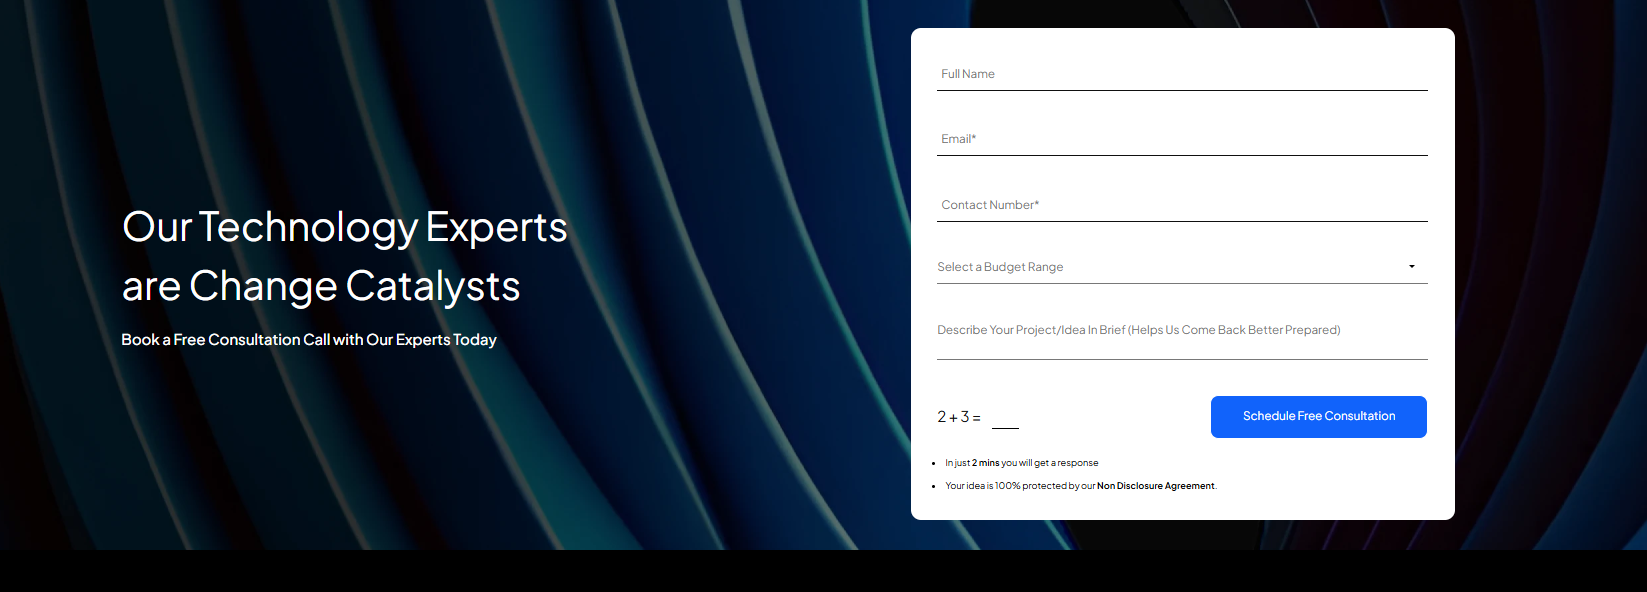 Our Technology Experts
are Change Catalysts
Book a Free Consultation Call with Our Experts Today
Full Name
Email*
Contact Number*
Select a Budget Range
Describe Your Project/Idea In Brief (Helps Us Come Back Better Prepared)
2 + 3 =
Schedule Free Consultation
In just 2 mins you will get a response
Your idea is 100% protected by our Non Disclosure Agreement.